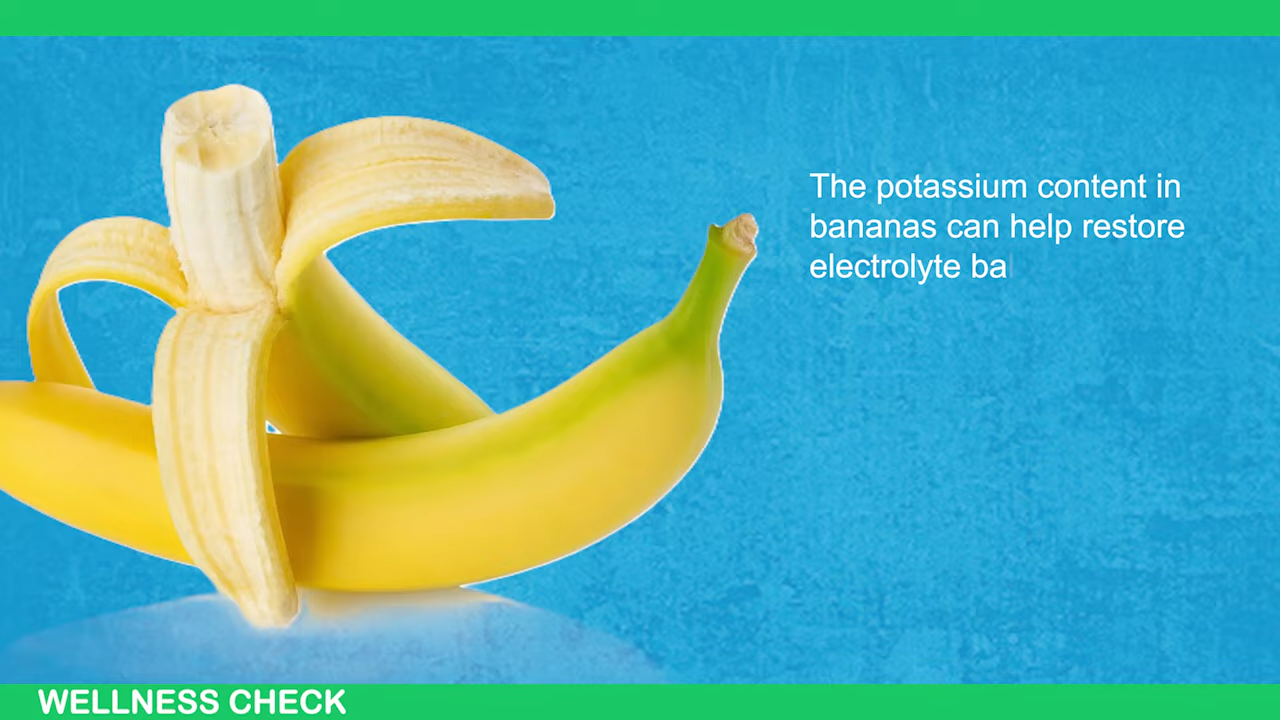 The potassium content in
bananas can help restore
electrolyte ba
WELLNESS CHECK